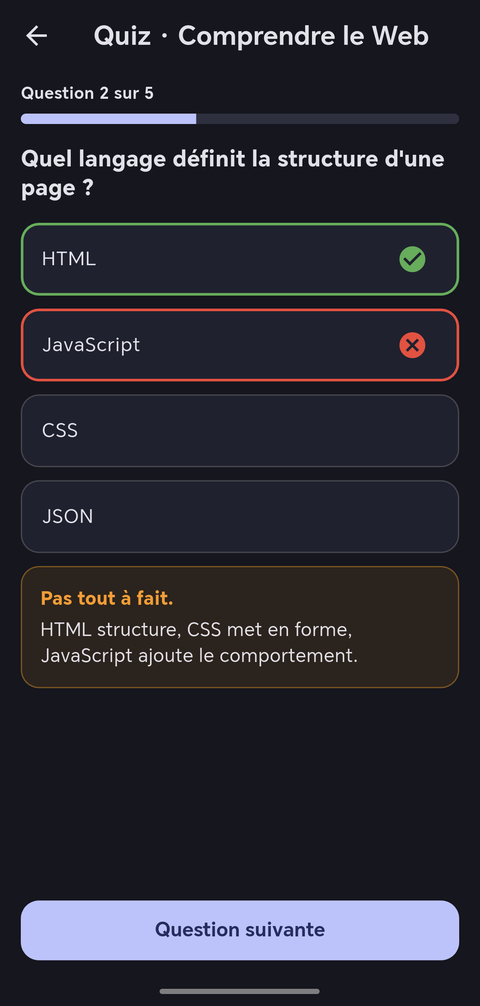 Quiz · Comprendre le Web
Question 2 sur 5
Quel langage définit la structure d'une
page ?
HTML
JavaScript
CSS
JSON
Pas tout à fait.
HTML structure, CSS met en forme,
JavaScript ajoute le comportement.
Question suivante